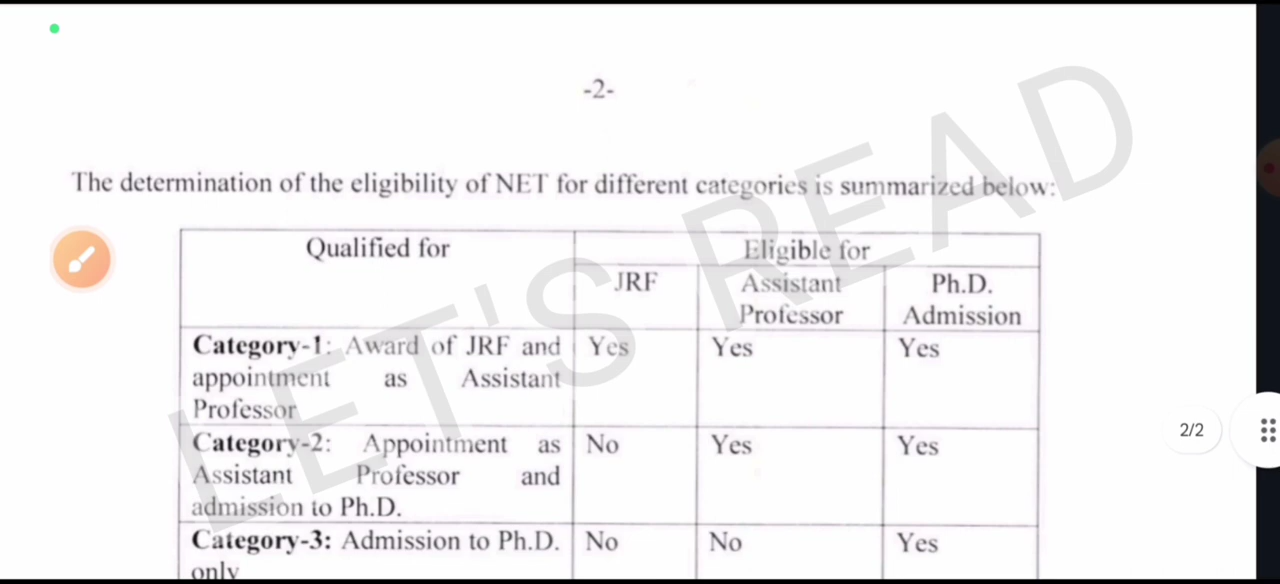 -2-
The determination of the eligibility of NET for different categories is summarized below:
Qualified for
Eligible for
JRF
Assistant Professor
Ph.D. Admission
Category-1: Award of JRF and Yes Yes Yes
appointment as Assistant
Professor
Category-2: Appointment as No Yes Yes
Assistant Professor and
admission to Ph.D.
Category-3: Admission to Ph.D. No No Yes
only
LET'S READ
2/2